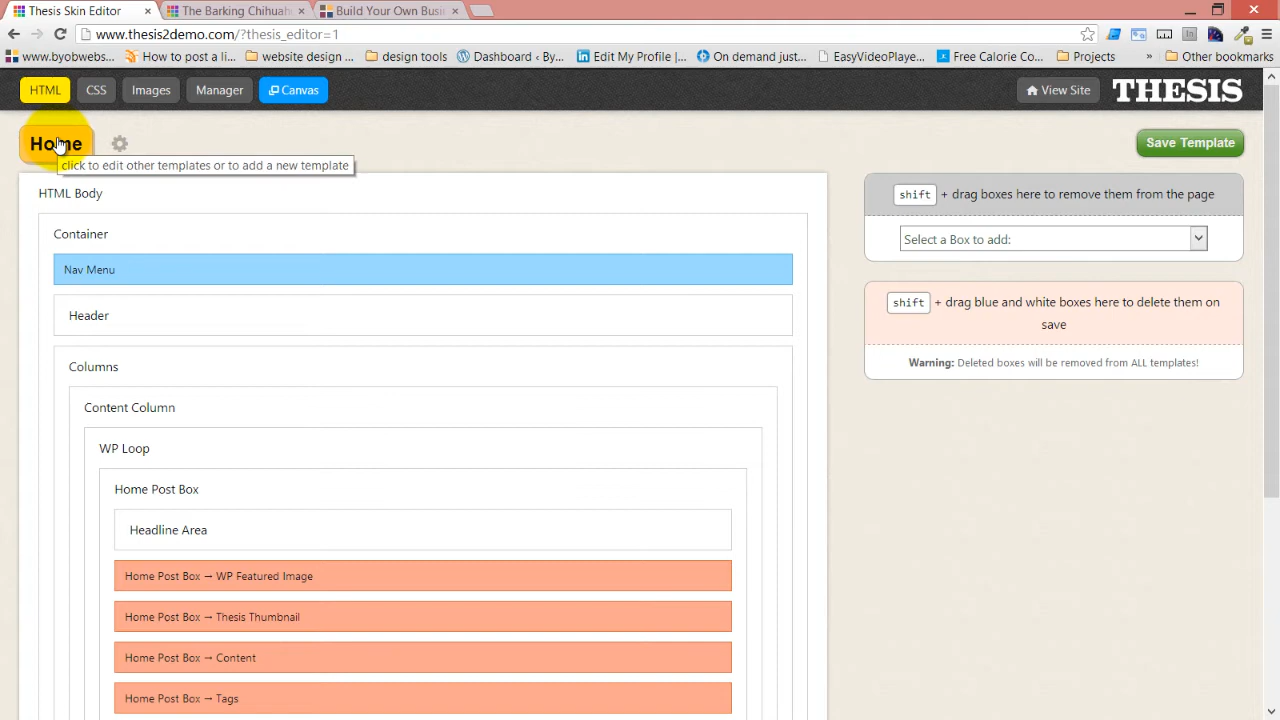 Thesis Skin Editor
The Barking Chihuah
Build Your Own Busi
www.thesis2demo.com/?thesis_editor=1
www.byobwebs...
How to post a li...
website design ...
design tools
Dashboard ‹ By...
Edit My Profile |...
On demand just...
EasyVideoPlaye...
Free Calorie Co...
Projects
»
Other bookmarks
HTML
CSS
Images
Manager
Canvas
View Site
THESIS
Home
Save Template
click to edit other templates or to add a new template
HTML Body
Container
Nav Menu
Header
Columns
Content Column
WP Loop
Home Post Box
Headline Area
Home Post Box → WP Featured Image
Home Post Box → Thesis Thumbnail
Home Post Box → Content
Home Post Box → Tags
shift + drag boxes here to remove them from the page
Select a Box to add:
shift + drag blue and white boxes here to delete them on
save
Warning: Deleted boxes will be removed from ALL templates!